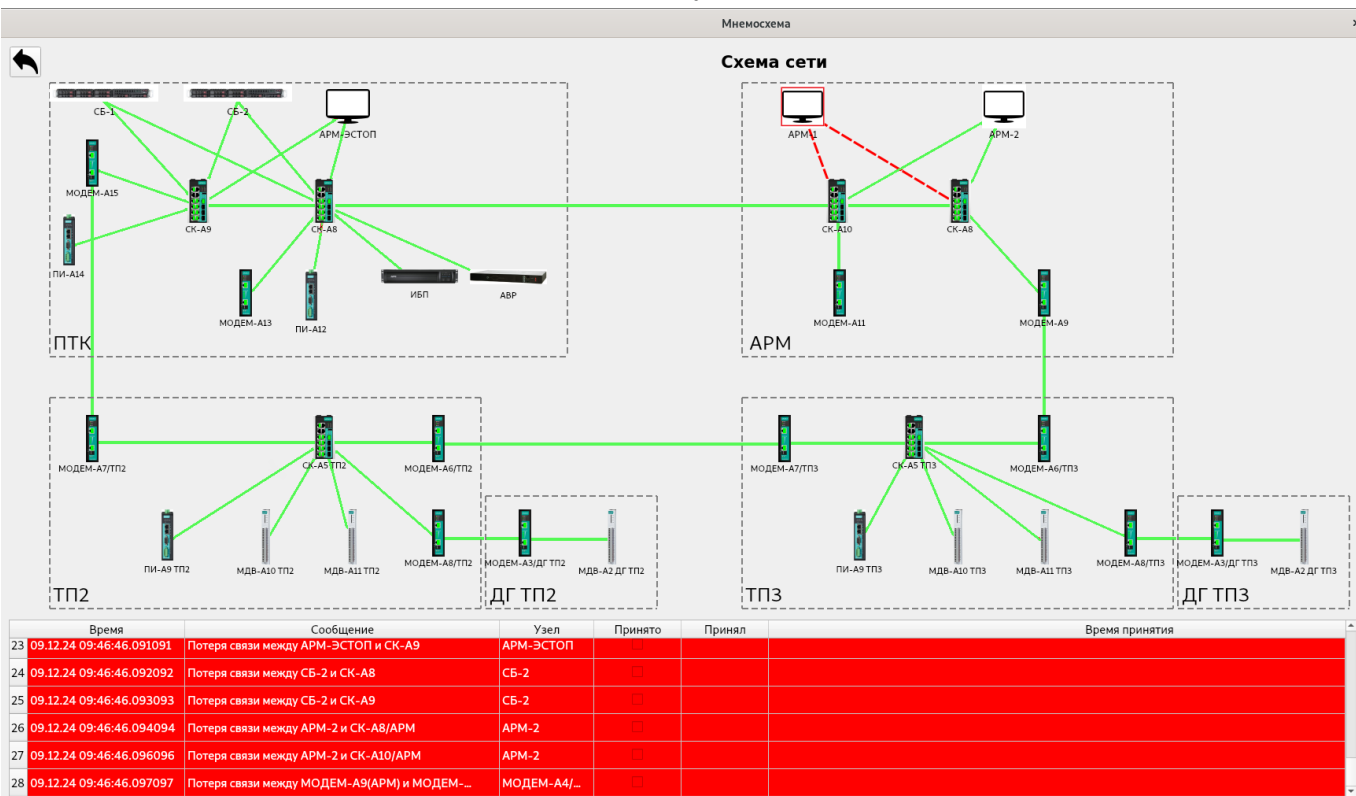 Мнемосхема
Схема сети
СБ-1
СБ-2
АРМ-ЭСТОП
МОДЕМ-А15
СК-А9
СК-А8
ПИ-А14
МОДЕМ-А13
ПИ-А12
ИБП
АВР
ПТК
АРМ-1
АРМ-2
СК-А10
СК-А8
МОДЕМ-А11
МОДЕМ-А9
АРМ
МОДЕМ-А7/ТП2
СК-А5 ТП2
МОДЕМ-А6/ТП2
ПИ-А9 ТП2
МДВ-А10 ТП2
МДВ-А11 ТП2
МОДЕМ-А8/ТП2
ТП2
МОДЕМ-А3/ДГ ТП2
МДВ-А2 ДГ ТП2
ДГ ТП2
МОДЕМ-А7/ТП3
СК-А5 ТП3
МОДЕМ-А6/ТП3
ПИ-А9 ТП3
МДВ-А10 ТП3
МДВ-А11 ТП3
МОДЕМ-А8/ТП3
ТП3
МОДЕМ-А3/ДГ ТП3
МДВ-А2 ДГ ТП3
ДГ ТП3
Время Сообщение Узел Принято Принял Время принятия
23 09.12.24 09:46:46.091091 Потеря связи между АРМ-ЭСТОП и СК-А9 АРМ-ЭСТОП
24 09.12.24 09:46:46.092092 Потеря связи между СБ-2 и СК-А8 СБ-2
25 09.12.24 09:46:46.093093 Потеря связи между СБ-2 и СК-А9 СБ-2
26 09.12.24 09:46:46.094094 Потеря связи между АРМ-2 и СК-А8/АРМ АРМ-2
27 09.12.24 09:46:46.096096 Потеря связи между АРМ-2 и СК-А10/АРМ АРМ-2
28 09.12.24 09:46:46.097097 Потеря связи между МОДЕМ-А9(АРМ) и МОДЕМ-... МОДЕМ-А4/...